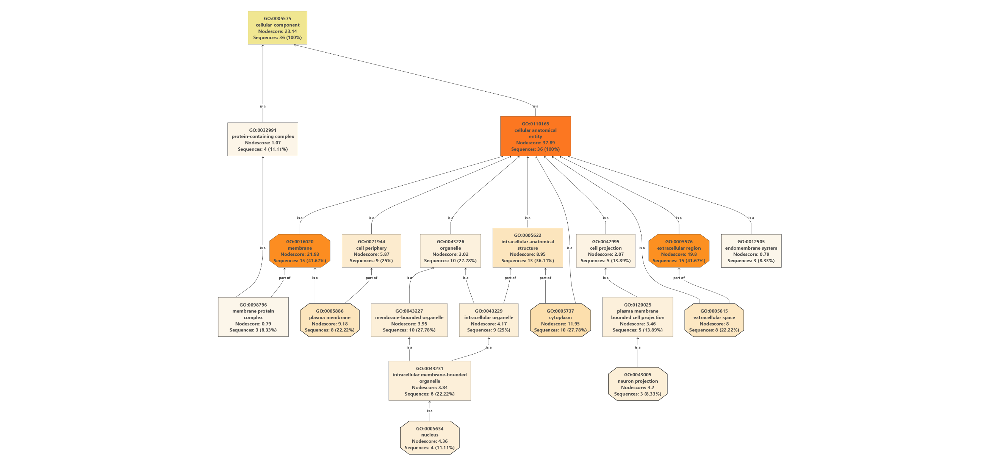 GO:0005575
cellular_component
Nodescore: 23.14
Sequences: 36 (100%)
is a
is a
GO:0032991
protein-containing complex
Nodescore: 1.07
Sequences: 4 (11.11%)
GO:0110165
cellular anatomical
entity
Nodescore: 37.89
Sequences: 36 (100%)
is a
is a
is a
is a
is a
is a
is a
is a
is a
is a
GO:0016020
membrane
Nodescore: 21.93
Sequences: 15 (41.67%)
GO:0071944
cell periphery
Nodescore: 5.87
Sequences: 9 (25%)
GO:0043226
organelle
Nodescore: 3.02
Sequences: 10 (27.78%)
GO:0005622
intracellular anatomical
structure
Nodescore: 8.95
Sequences: 13 (36.11%)
GO:0042995
cell projection
Nodescore: 2.07
Sequences: 5 (13.89%)
GO:0005576
extracellular region
Nodescore: 19.8
Sequences: 15 (41.67%)
GO:0012505
endomembrane system
Nodescore: 0.79
Sequences: 3 (8.33%)
part of
is a
part of
is a
is a
part of
part of
is a
part of
GO:0098796
membrane protein
complex
Nodescore: 0.79
Sequences: 3 (8.33%)
GO:0005886
plasma membrane
Nodescore: 9.18
Sequences: 8 (22.22%)
GO:0043227
membrane-bounded organelle
Nodescore: 3.95
Sequences: 10 (27.78%)
GO:0043229
intracellular organelle
Nodescore: 4.17
Sequences: 9 (25%)
GO:0005737
cytoplasm
Nodescore: 11.95
Sequences: 10 (27.78%)
GO:0120025
plasma membrane
bounded cell projection
Nodescore: 3.46
Sequences: 5 (13.89%)
GO:0005615
extracellular space
Nodescore: 8
Sequences: 8 (22.22%)
is a
is a
is a
GO:0043231
intracellular membrane-bounded
organelle
Nodescore: 3.84
Sequences: 8 (22.22%)
GO:0043005
neuron projection
Nodescore: 4.2
Sequences: 3 (8.33%)
is a
GO:0005634
nucleus
Nodescore: 4.36
Sequences: 4 (11.11%)